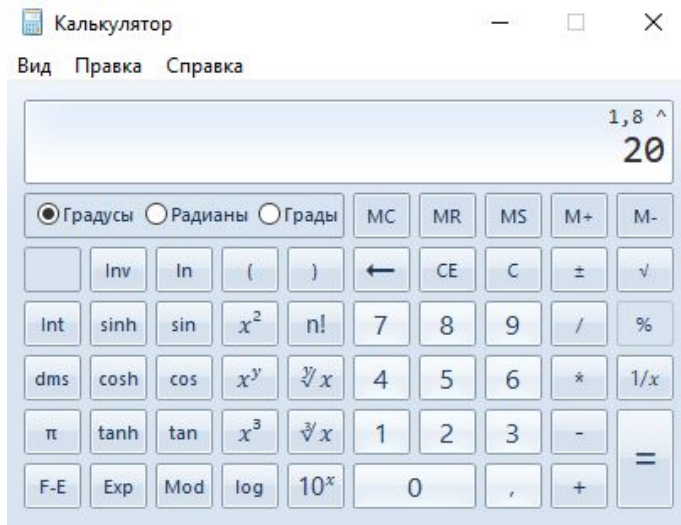 Калькулятор
Вид Правка Справка
1,8 ^
20
Градусы Радианы Грады MC MR MS M+ M-
Inv ln ( ) ← CE C ± √
Int sinh sin x² n! 7 8 9 / %
dms cosh cos xʸ ʸ√x 4 5 6 * 1/x
π tanh tan x³ ³√x 1 2 3 - =
F-E Exp Mod log 10ˣ 0 , +